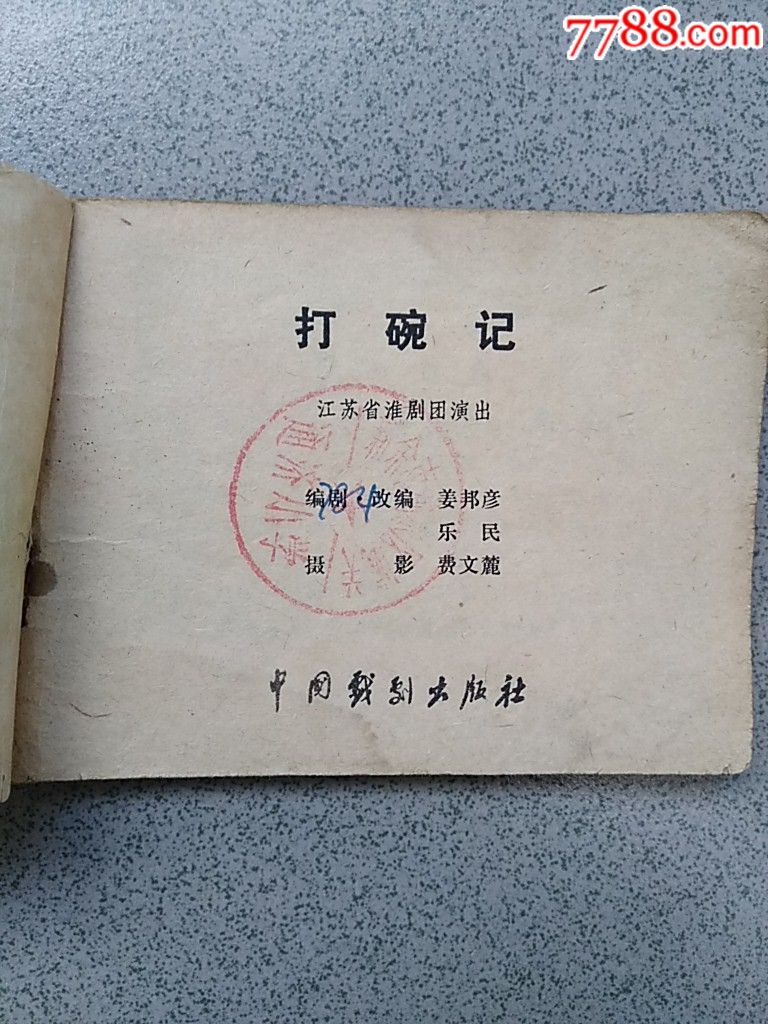 7788.com
打碗记
江苏省淮剧团演出
编剧·改编 姜邦彦
乐民
摄影 费文麓
中国戏剧出版社